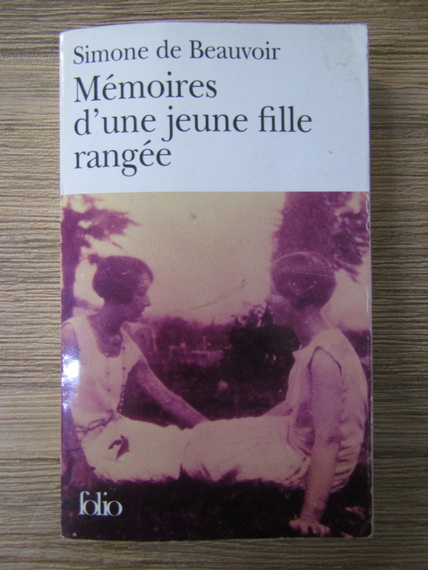 Simone de Beauvoir
Mémoires
d'une jeune fille
rangée
folio